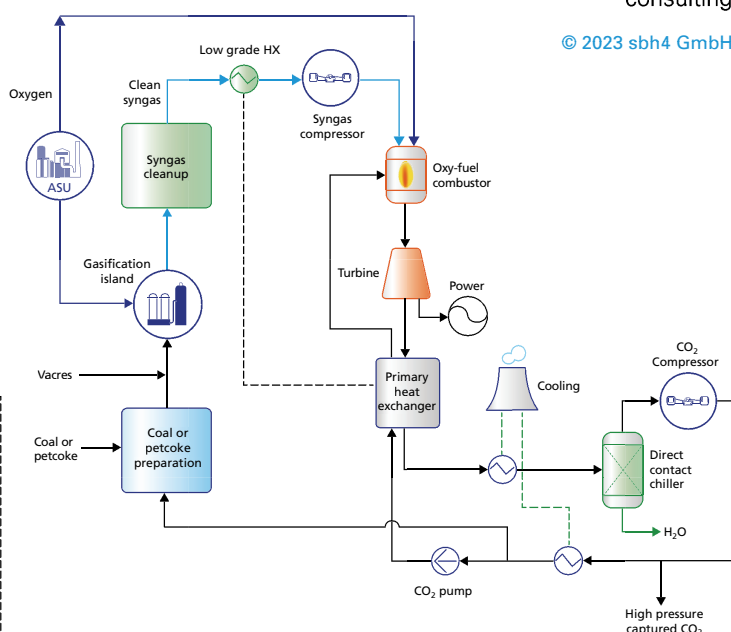 consulting
© 2023 sbh4 GmbH
Low grade HX
Clean
syngas
Oxygen
Syngas
compressor
ASU
Syngas
cleanup
Oxy-fuel
combustor
Gasification
island
Turbine
Power
CO₂
Compressor
Vacres
Primary
heat
exchanger
Cooling
Coal or
petcoke
Coal or
petcoke
preparation
Direct
contact
chiller
H₂O
CO₂ pump
High pressure
captured CO₂